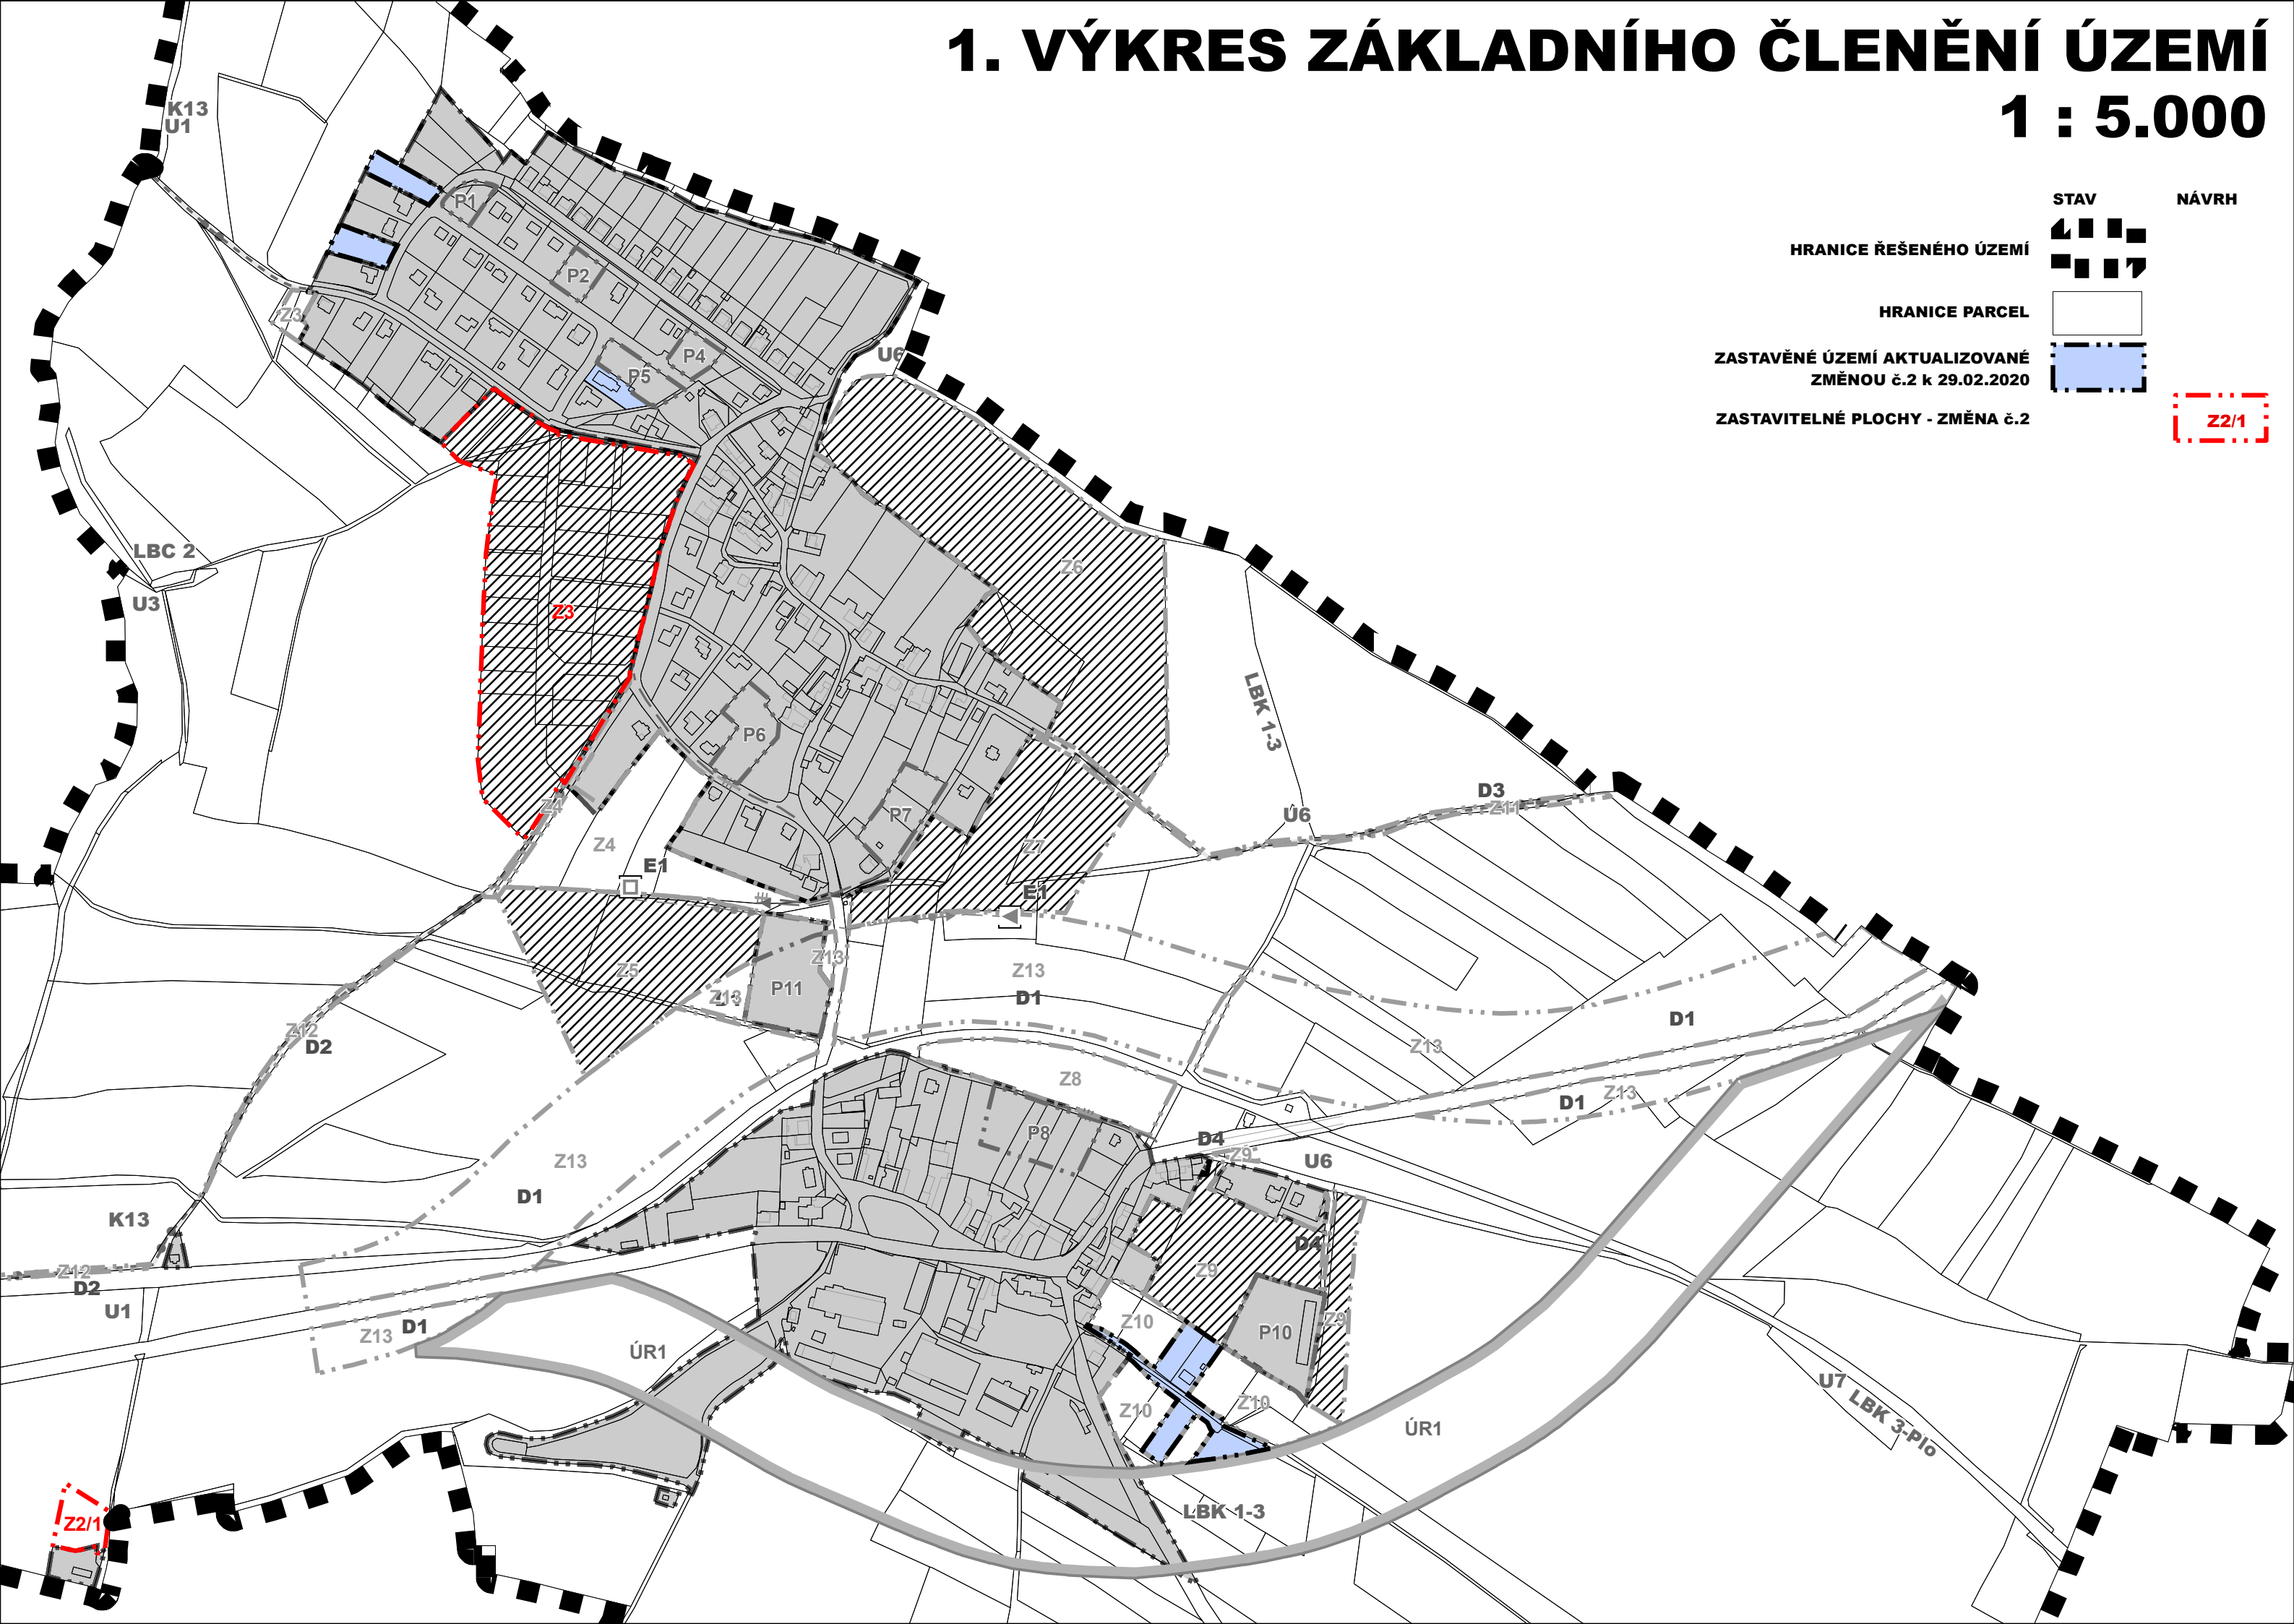 1. VÝKRES ZÁKLADNÍHO ČLENĚNÍ ÚZEMÍ
1 : 5.000
STAV NÁVRH
HRANICE ŘEŠENÉHO ÚZEMÍ
HRANICE PARCEL
ZASTAVĚNÉ ÚZEMÍ AKTUALIZOVANÉ
ZMĚNOU č.2 k 29.02.2020
ZASTAVITELNÉ PLOCHY - ZMĚNA č.2
Z2/1
K13
U1
P1
P2
Z3
P4
P5
U6
LBC 2
U3
Z6
Z3
LBK 1-3
P6
Z4
Z4
P7
Z7
D3
Z11
U6
E1
E1
Z5
Z13
Z13
P11
Z13
D1
D1
Z13
Z12
D2
Z8
Z13
D1
P8
D4
Z9
U6
Z13
D1
K13
D4
Z9
Z12
D2
U1
Z13
D1
ÚR1
Z10
P10
Z9
Z10
Z10
ÚR1
U7
LBK 3-Plo
LBK 1-3
Z2/1